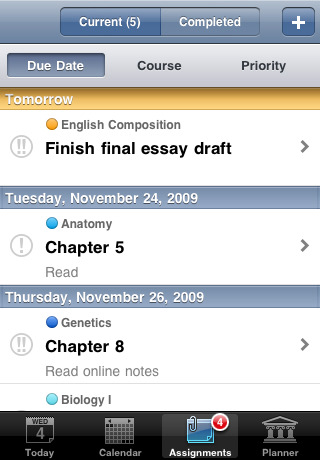 Current (5) Completed +
Due Date Course Priority
Tomorrow
English Composition
!! Finish final essay draft
Tuesday, November 24, 2009
Anatomy
! Chapter 5
Read
Thursday, November 26, 2009
Genetics
!! Chapter 8
Read online notes
Biology I
WED
4 4
Today Calendar Assignments Planner